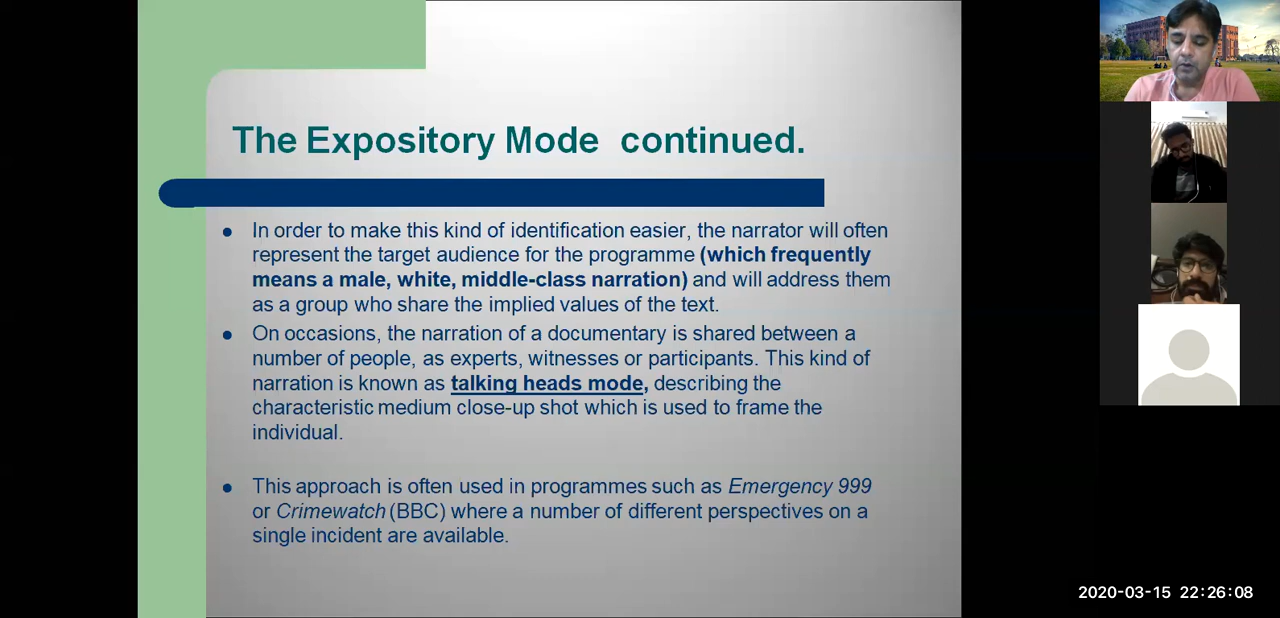 The Expository Mode continued.
In order to make this kind of identification easier, the narrator will often
represent the target audience for the programme (which frequently
means a male, white, middle-class narration) and will address them
as a group who share the implied values of the text.
On occasions, the narration of a documentary is shared between a
number of people, as experts, witnesses or participants. This kind of
narration is known as talking heads mode, describing the
characteristic medium close-up shot which is used to frame the
individual.
This approach is often used in programmes such as Emergency 999
or Crimewatch (BBC) where a number of different perspectives on a
single incident are available.
2020-03-15 22:26:08